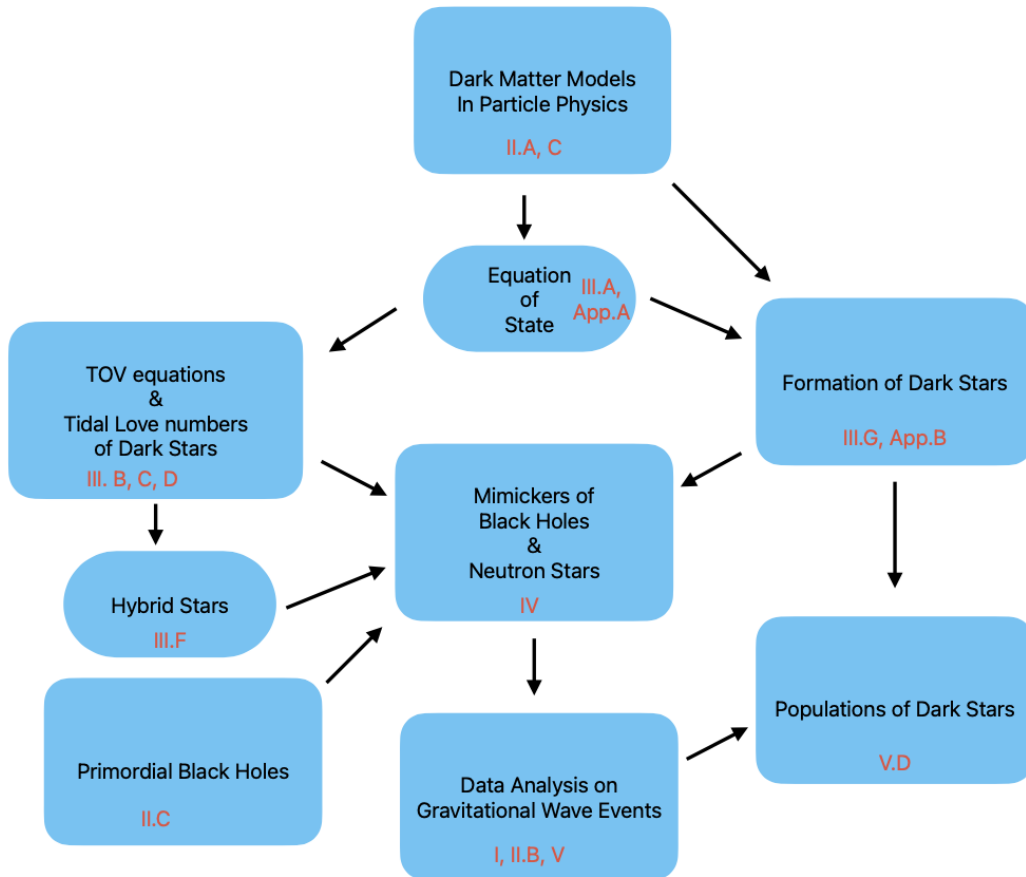 Dark Matter Models
In Particle Physics
II.A, C
Equation
of
State
III.A,
App.A
TOV equations
&
Tidal Love numbers
of Dark Stars
III. B, C, D
Formation of Dark Stars
III.G, App.B
Mimickers of
Black Holes
&
Neutron Stars
IV
Hybrid Stars
III.F
Primordial Black Holes
II.C
Data Analysis on
Gravitational Wave Events
I, II.B, V
Populations of Dark Stars
V.D